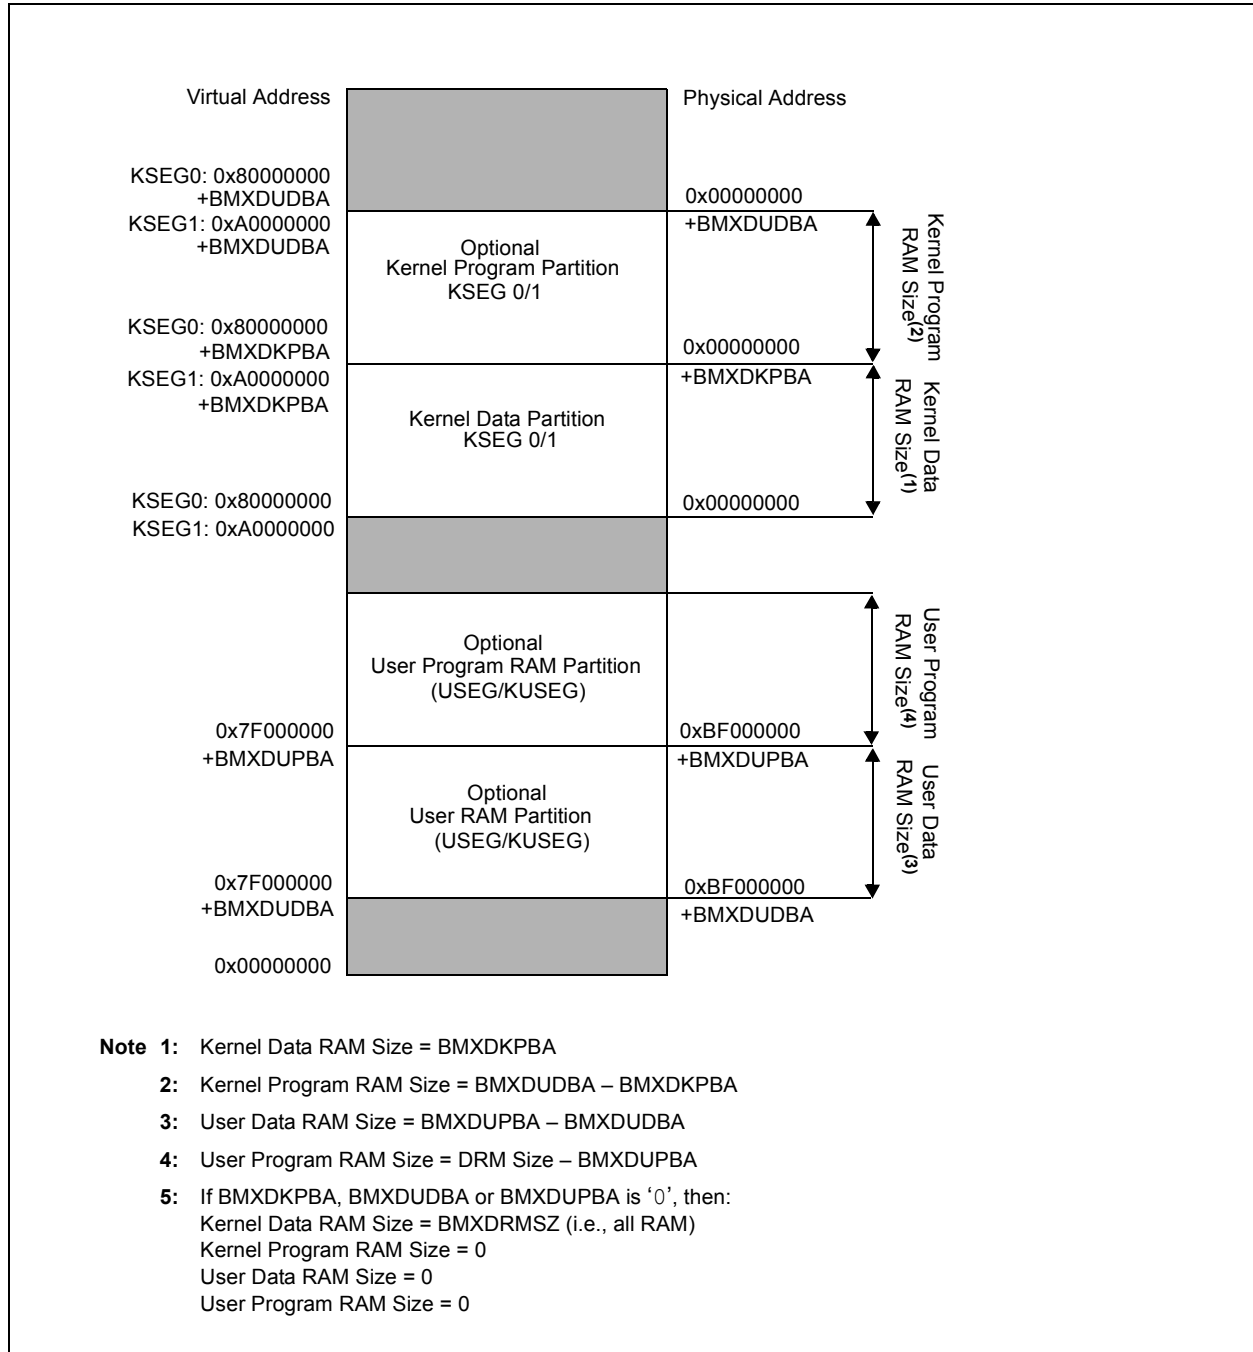 Virtual Address
Physical Address
KSEG0: 0x80000000
+BMXDUDBA
0x00000000
KSEG1: 0xA0000000
+BMXDUDBA
+BMXDUDBA
Optional
Kernel Program Partition
KSEG 0/1
Kernel Program
RAM Size(2)
KSEG0: 0x80000000
+BMXDKPBA
0x00000000
KSEG1: 0xA0000000
+BMXDKPBA
+BMXDKPBA
Kernel Data Partition
KSEG 0/1
Kernel Data
RAM Size(1)
KSEG0: 0x80000000
0x00000000
KSEG1: 0xA0000000
Optional
User Program RAM Partition
(USEG/KUSEG)
User Program
RAM Size(4)
0x7F000000
0xBF000000
+BMXDUPBA
+BMXDUPBA
Optional
User RAM Partition
(USEG/KUSEG)
User Data
RAM Size(3)
0x7F000000
0xBF000000
+BMXDUDBA
+BMXDUDBA
0x00000000
Note 1: Kernel Data RAM Size = BMXDKPBA
2: Kernel Program RAM Size = BMXDUDBA – BMXDKPBA
3: User Data RAM Size = BMXDUPBA – BMXDUDBA
4: User Program RAM Size = DRM Size – BMXDUPBA
5: If BMXDKPBA, BMXDUDBA or BMXDUPBA is ‘0’, then:
Kernel Data RAM Size = BMXDRMSZ (i.e., all RAM)
Kernel Program RAM Size = 0
User Data RAM Size = 0
User Program RAM Size = 0